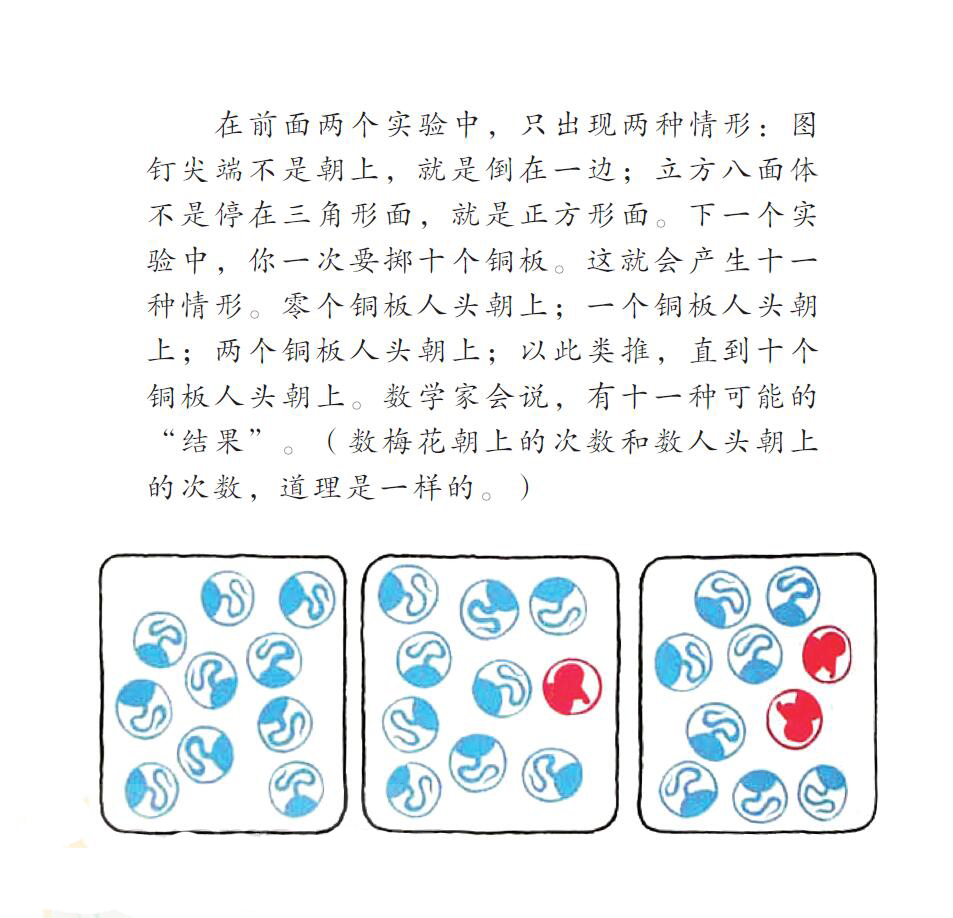 在前面两个实验中，只出现两种情形：图
钉尖端不是朝上，就是倒在一边；立方八面体
不是停在三角形面，就是正方形面。下一个实
验中，你一次要掷十个铜板。这就会产生十一
种情形。零个铜板人头朝上；一个铜板人头朝
上；两个铜板人头朝上；以此类推，直到十个
铜板人头朝上。数学家会说，有十一种可能的
“结果”。（数梅花朝上的次数和数人头朝上
的次数，道理是一样的。）